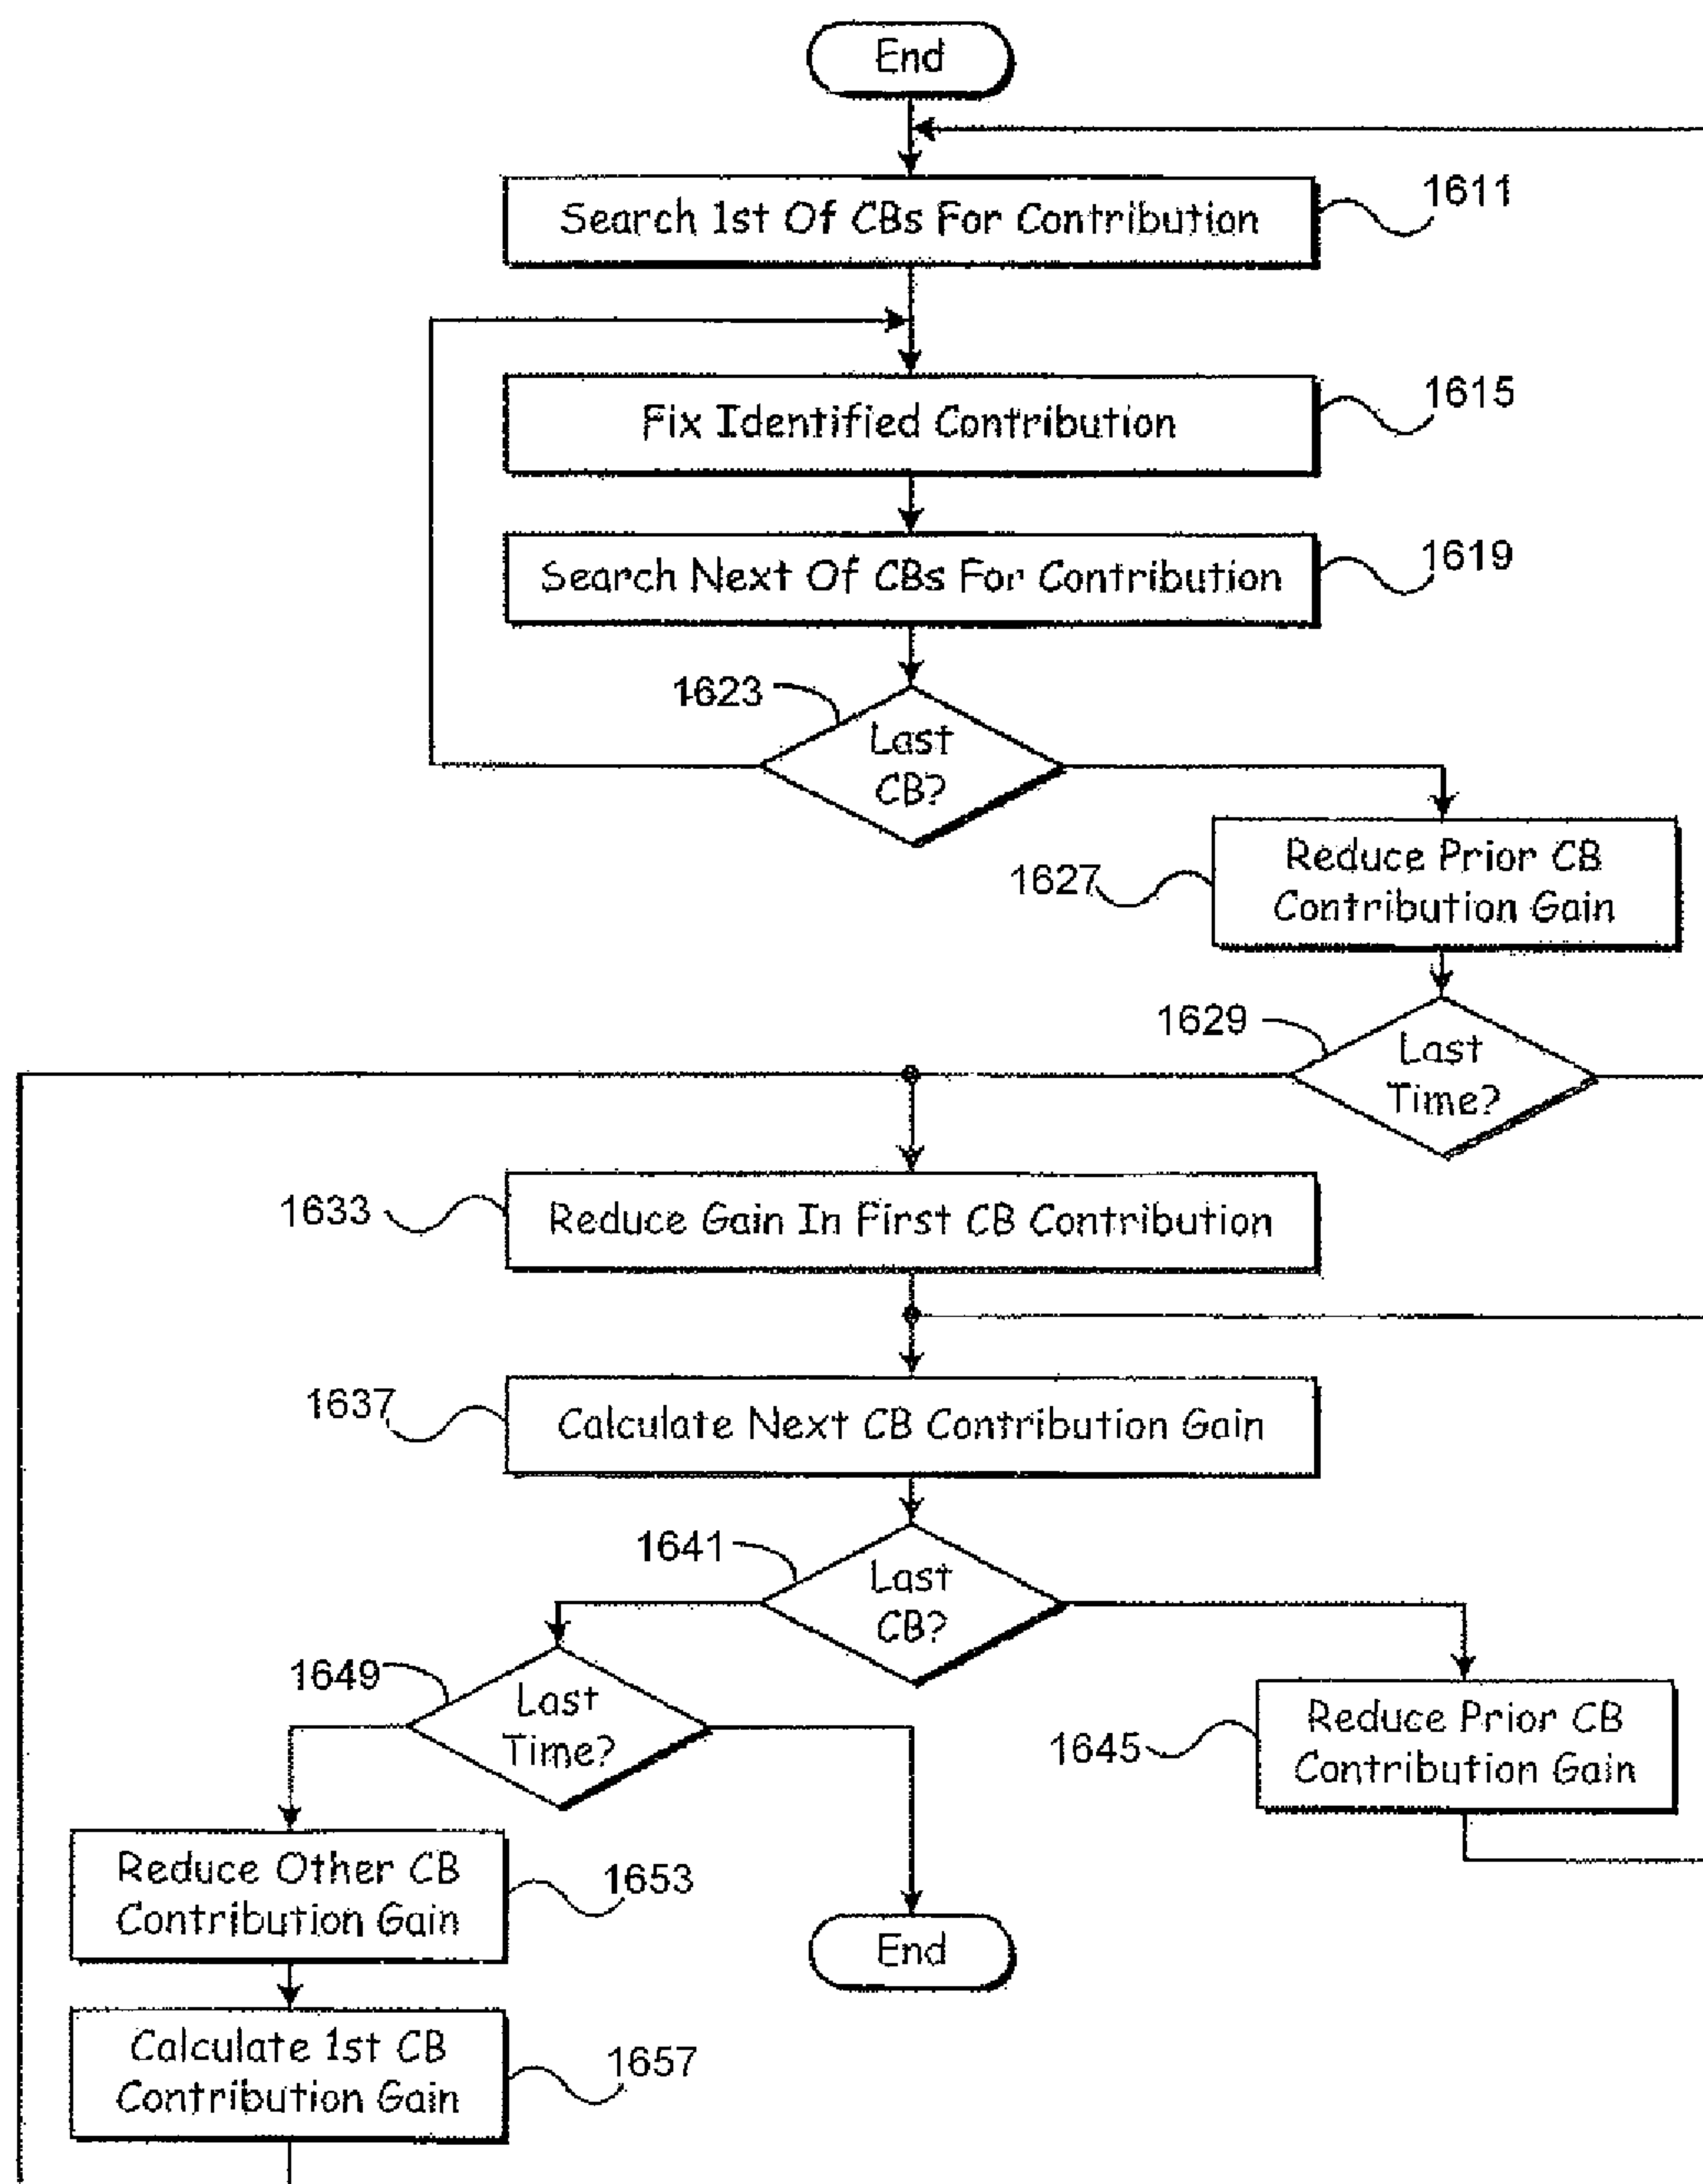 End
Search 1st Of CBs For Contribution
1611
Fix Identified Contribution
1615
Search Next Of CBs For Contribution
1619
1623
Last
CB?
1627
Reduce Prior CB
Contribution Gain
1629
Last
Time?
1633
Reduce Gain In First CB Contribution
1637
Calculate Next CB Contribution Gain
1641
Last
CB?
1649
Last
Time?
1645
Reduce Prior CB
Contribution Gain
Reduce Other CB
Contribution Gain
1653
End
Calculate 1st CB
Contribution Gain
1657